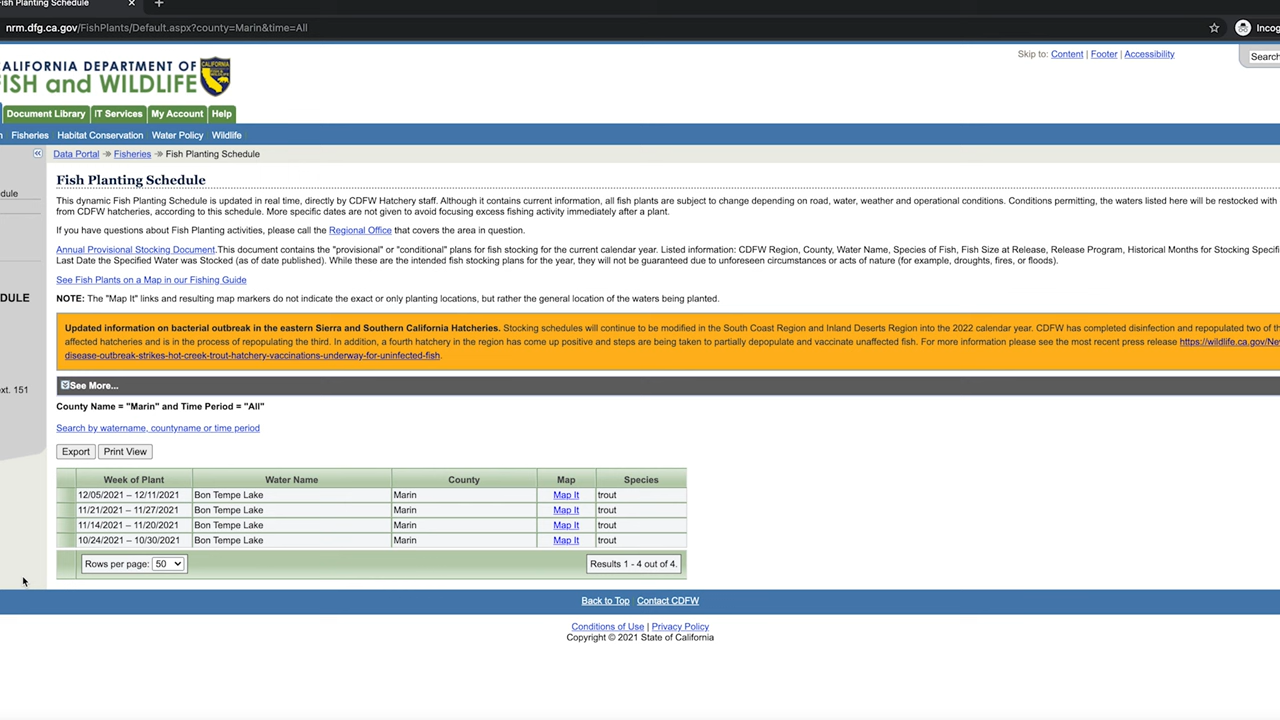 Fish Planting Schedule × +
nrm.dfg.ca.gov/FishPlants/Default.aspx?county=Marin&time=All
Skip to: Content | Footer | Accessibility
Search
CALIFORNIA DEPARTMENT OF
FISH and WILDLIFE
Document Library IT Services My Account Help
Fisheries Habitat Conservation Water Policy Wildlife
Data Portal Fisheries Fish Planting Schedule
Fish Planting Schedule
This dynamic Fish Planting Schedule is updated in real time, directly by CDFW Hatchery staff. Although it contains current information, all fish plants are subject to change depending on road, water, weather and operational conditions. Conditions permitting, the waters listed here will be restocked with
from CDFW hatcheries, according to this schedule. More specific dates are not given to avoid focusing excess fishing activity immediately after a plant.
If you have questions about Fish Planting activities, please call the Regional Office that covers the area in question.
Annual Provisional Stocking Document.This document contains the "provisional" or "conditional" plans for fish stocking for the current calendar year. Listed information: CDFW Region, County, Water Name, Species of Fish, Fish Size at Release, Release Program, Historical Months for Stocking Specifi
Last Date the Specified Water was Stocked (as of date published). While these are the intended fish stocking plans for the year, they will not be guaranteed due to unforeseen circumstances or acts of nature (for example, droughts, fires, or floods).
See Fish Plants on a Map in our Fishing Guide
NOTE: The "Map It" links and resulting map markers do not indicate the exact or only planting locations, but rather the general location of the waters being planted.
Updated information on bacterial outbreak in the eastern Sierra and Southern California Hatcheries. Stocking schedules will continue to be modified in the South Coast Region and Inland Deserts Region into the 2022 calendar year. CDFW has completed disinfection and repopulated two of the
affected hatcheries and is in the process of repopulating the third. In addition, a fourth hatchery in the region has come up positive and steps are being taken to partially depopulate and vaccinate unaffected fish. For more information please see the most recent press release https://wildlife.ca.gov/Ne
disease-outbreak-strikes-hot-creek-trout-hatchery-vaccinations-underway-for-uninfected-fish.
See More...
County Name = "Marin" and Time Period = "All"
Search by watername, countyname or time period
Export Print View
Week of Plant Water Name County Map Species
12/05/2021 – 12/11/2021 Bon Tempe Lake Marin Map It trout
11/21/2021 – 11/27/2021 Bon Tempe Lake Marin Map It trout
11/14/2021 – 11/20/2021 Bon Tempe Lake Marin Map It trout
10/24/2021 – 10/30/2021 Bon Tempe Lake Marin Map It trout
Rows per page: 50 Results 1 - 4 out of 4.
Back to Top Contact CDFW
Conditions of Use | Privacy Policy
Copyright © 2021 State of California
Incog
dule
DULE
xt. 151